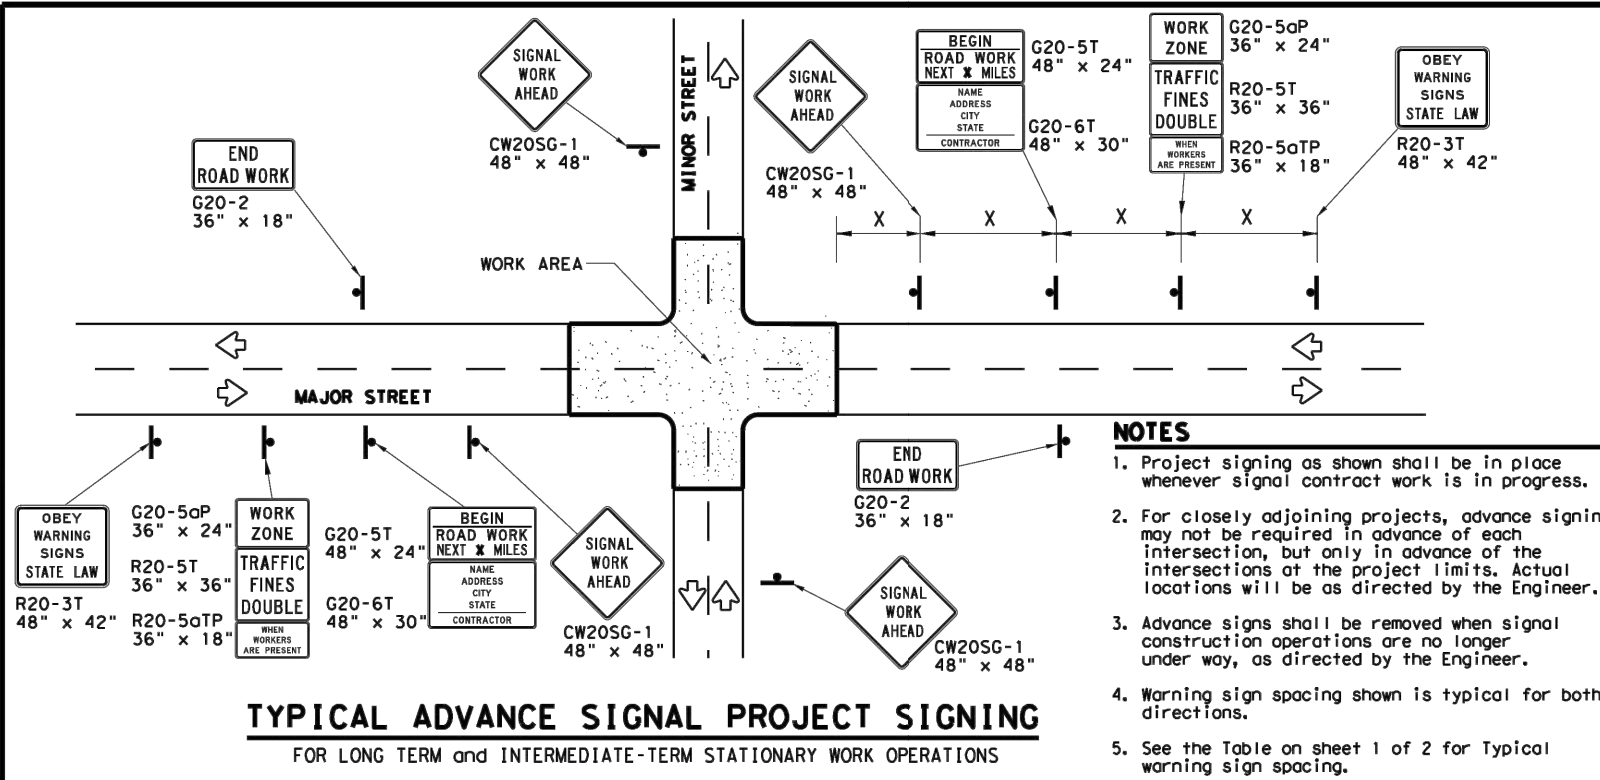 SIGNAL
WORK
AHEAD
CW20SG-1
48" x 48"
MINOR STREET
SIGNAL
WORK
AHEAD
CW20SG-1
48" x 48"
BEGIN
ROAD WORK
NEXT X MILES
NAME
ADDRESS
CITY
STATE
CONTRACTOR
G20-5T
48" x 24"
G20-6T
48" x 30"
WORK
ZONE
TRAFFIC
FINES
DOUBLE
WHEN
WORKERS
ARE PRESENT
G20-5aP
36" x 24"
R20-5T
36" x 36"
R20-5aTP
36" x 18"
OBEY
WARNING
SIGNS
STATE LAW
R20-3T
48" x 42"
END
ROAD WORK
G20-2
36" x 18"
X
X
X
X
WORK AREA
MAJOR STREET
OBEY
WARNING
SIGNS
STATE LAW
R20-3T
48" x 42"
G20-5aP
36" x 24"
R20-5T
36" x 36"
R20-5aTP
36" x 18"
WORK
ZONE
TRAFFIC
FINES
DOUBLE
WHEN
WORKERS
ARE PRESENT
G20-5T
48" x 24"
G20-6T
48" x 30"
BEGIN
ROAD WORK
NEXT X MILES
NAME
ADDRESS
CITY
STATE
CONTRACTOR
SIGNAL
WORK
AHEAD
CW20SG-1
48" x 48"
END
ROAD WORK
G20-2
36" x 18"
SIGNAL
WORK
AHEAD
CW20SG-1
48" x 48"
NOTES
1. Project signing as shown shall be in place
whenever signal contract work is in progress.
2. For closely adjoining projects, advance signin
may not be required in advance of each
intersection, but only in advance of the
intersections at the project limits. Actual
locations will be as directed by the Engineer.
3. Advance signs shall be removed when signal
construction operations are no longer
under way, as directed by the Engineer.
4. Warning sign spacing shown is typical for both
directions.
5. See the Table on sheet 1 of 2 for Typical
warning sign spacing.
TYPICAL ADVANCE SIGNAL PROJECT SIGNING
FOR LONG TERM and INTERMEDIATE-TERM STATIONARY WORK OPERATIONS